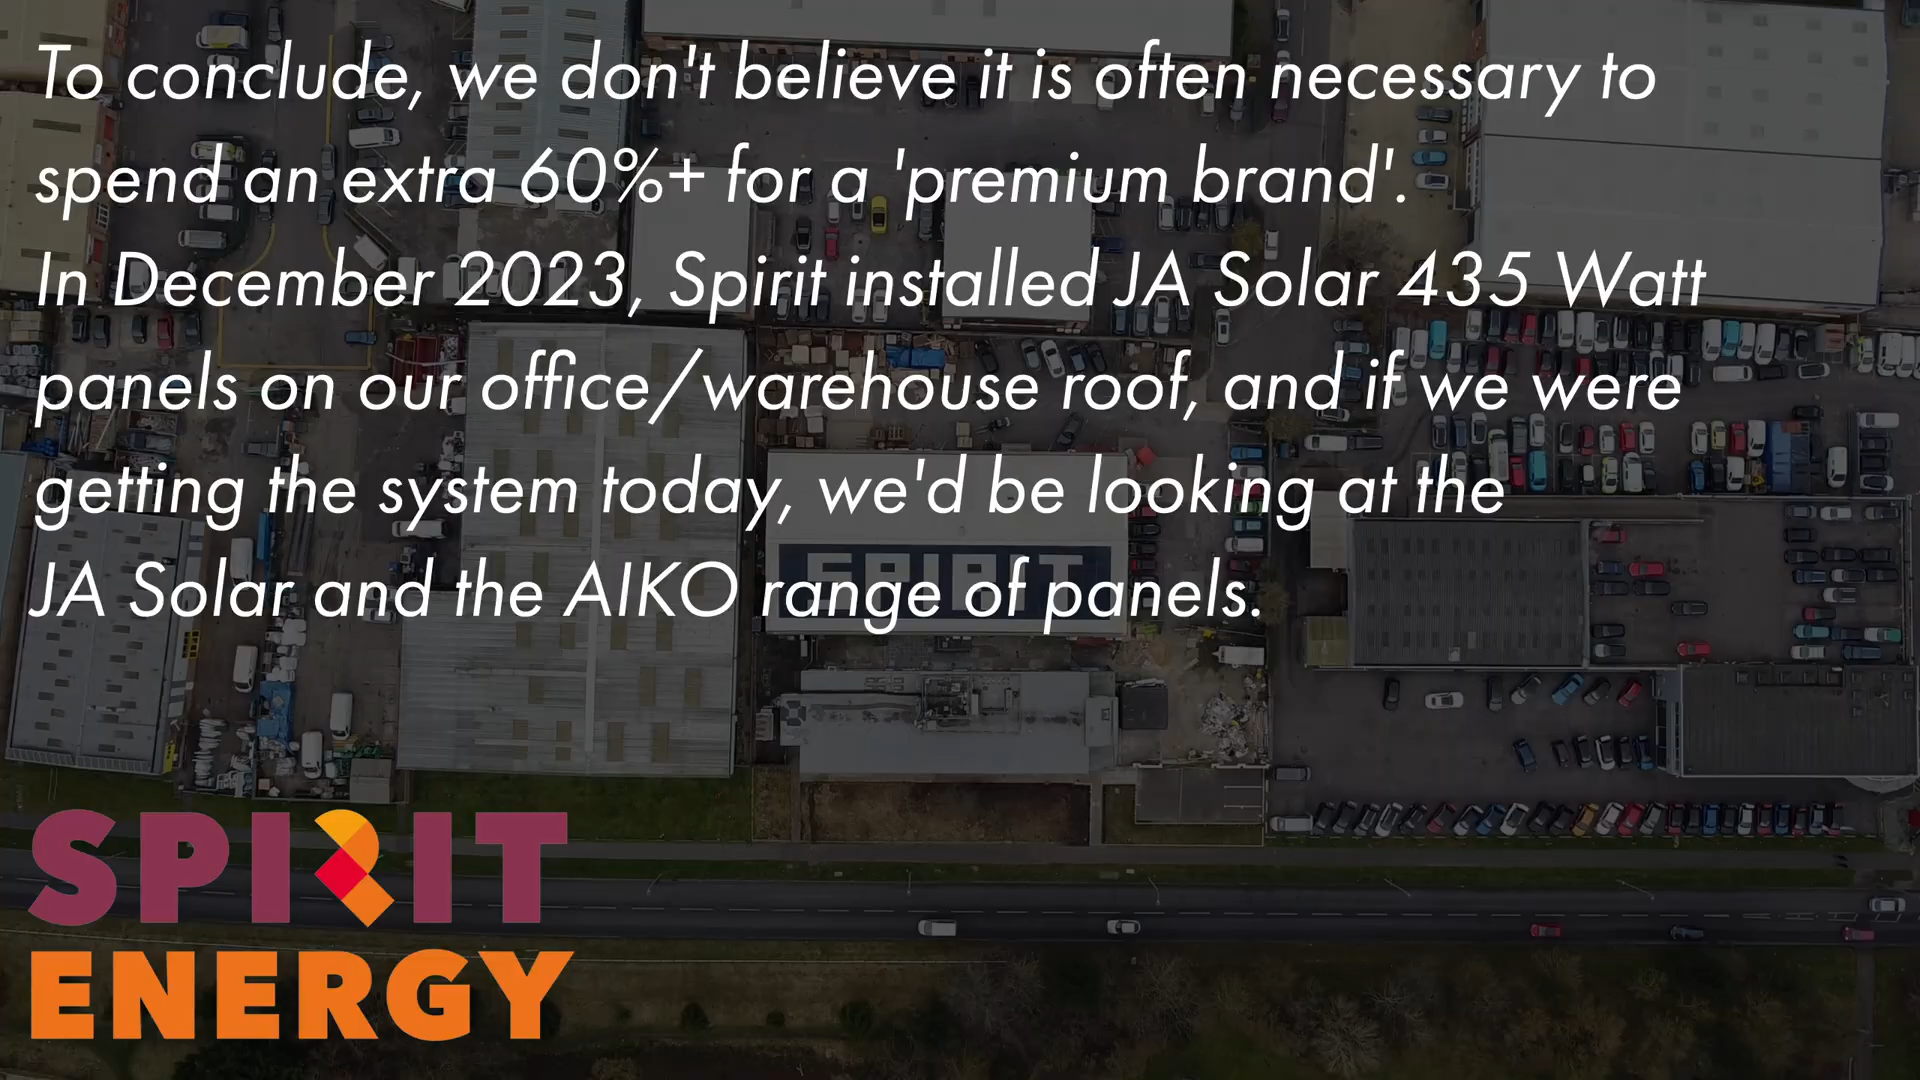 To conclude, we don't believe it is often necessary to
spend an extra 60%+ for a 'premium brand'.
In December 2023, Spirit installed JA Solar 435 Watt
panels on our office/warehouse roof, and if we were
getting the system today, we'd be looking at the
JA Solar and the AIKO range of panels.
SPIRIT
SPIRIT
ENERGY